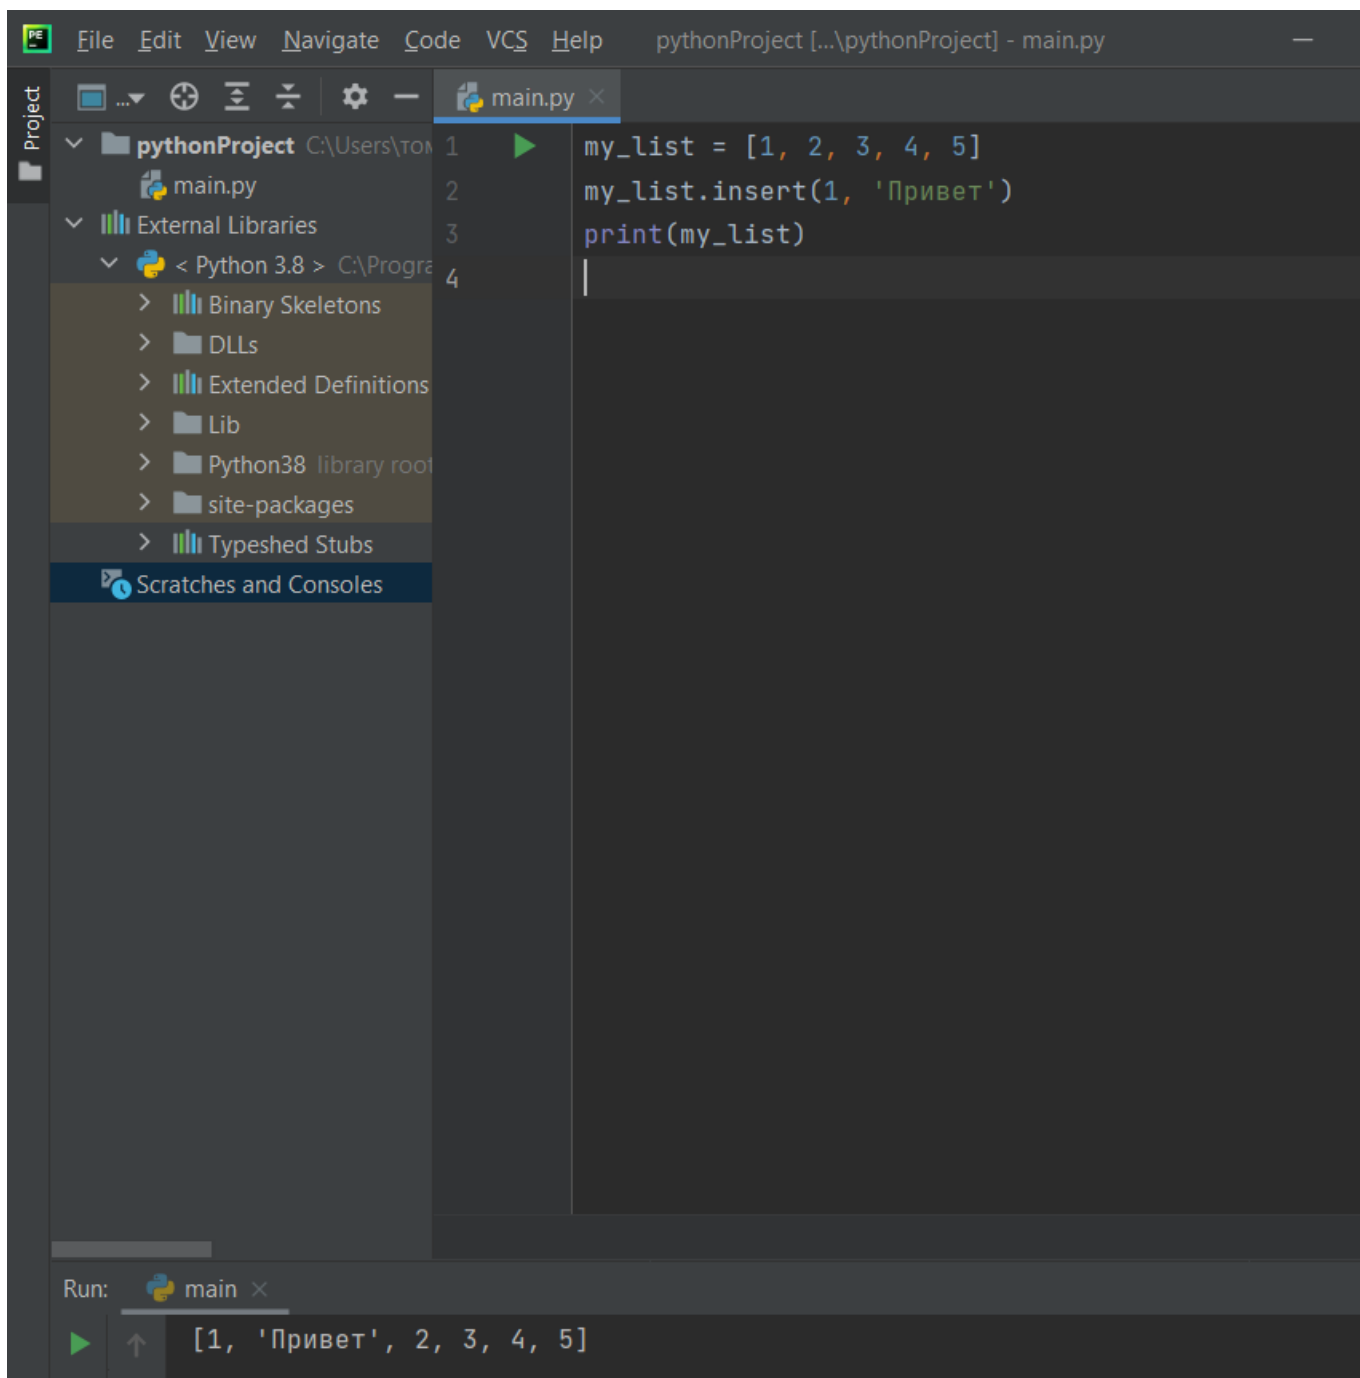 PE File Edit View Navigate Code VCS Help pythonProject [...\pythonProject] - main.py
Project
... main.py
pythonProject C:\Users\том
main.py
External Libraries
< Python 3.8 > C:\Progra
Binary Skeletons
DLLs
Extended Definitions
Lib
Python38 library root
site-packages
Typeshed Stubs
Scratches and Consoles
1 my_list = [1, 2, 3, 4, 5]
2 my_list.insert(1, 'Привет')
3 print(my_list)
4
Run: main
[1, 'Привет', 2, 3, 4, 5]